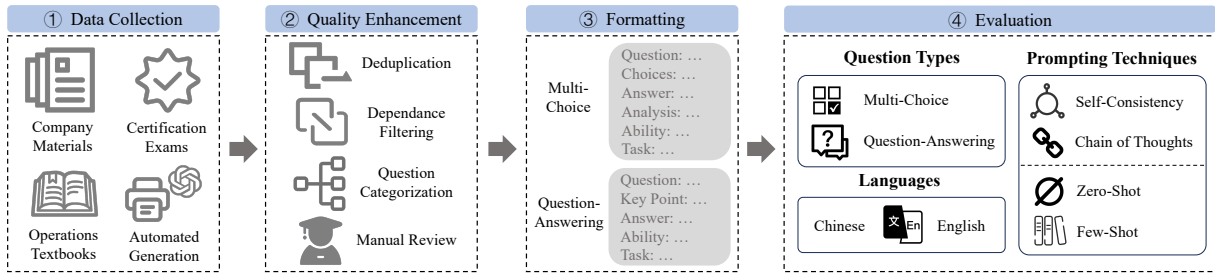 ① Data Collection
Company
Materials
Certification
Exams
Operations
Textbooks
Automated
Generation
② Quality Enhancement
Deduplication
Dependance
Filtering
Question
Categorization
Manual Review
③ Formatting
Multi-
Choice
Question: …
Choices: …
Answer: …
Analysis: …
Ability: …
Task: …
Question-
Answering
Question: …
Key Point: …
Answer: …
Ability: …
Task: …
④ Evaluation
Question Types
Multi-Choice
Question-Answering
Languages
Chinese
文
En
English
Prompting Techniques
Self-Consistency
Chain of Thoughts
Zero-Shot
Few-Shot